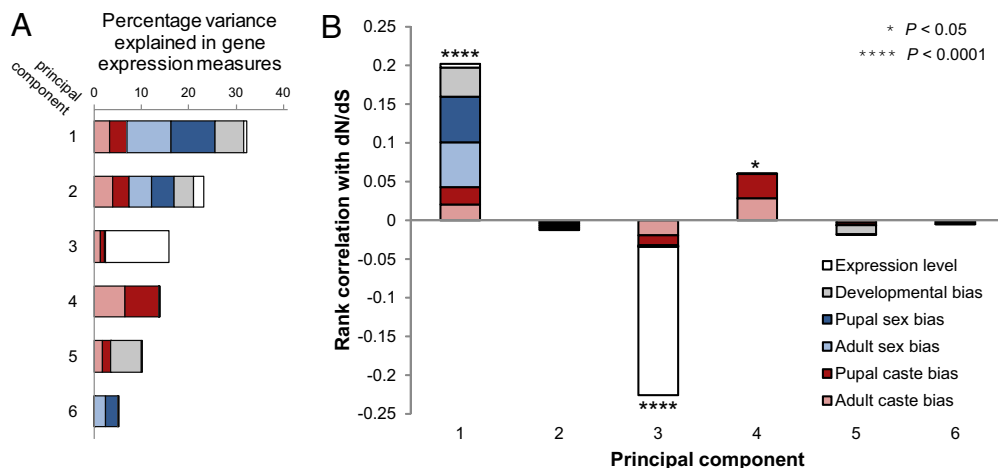 A
Percentage variance
explained in gene
expression measures
principal
component
0 10 20 30 40
1
2
3
4
5
6
B
* P < 0.05
**** P < 0.0001
Rank correlation with dN/dS
0.2
0.15
0.1
0.05
0
-0.05
-0.1
-0.15
-0.2
-0.25
****
****
*
Expression level
Developmental bias
Pupal sex bias
Adult sex bias
Pupal caste bias
Adult caste bias
1 2 3 4 5 6
Principal component